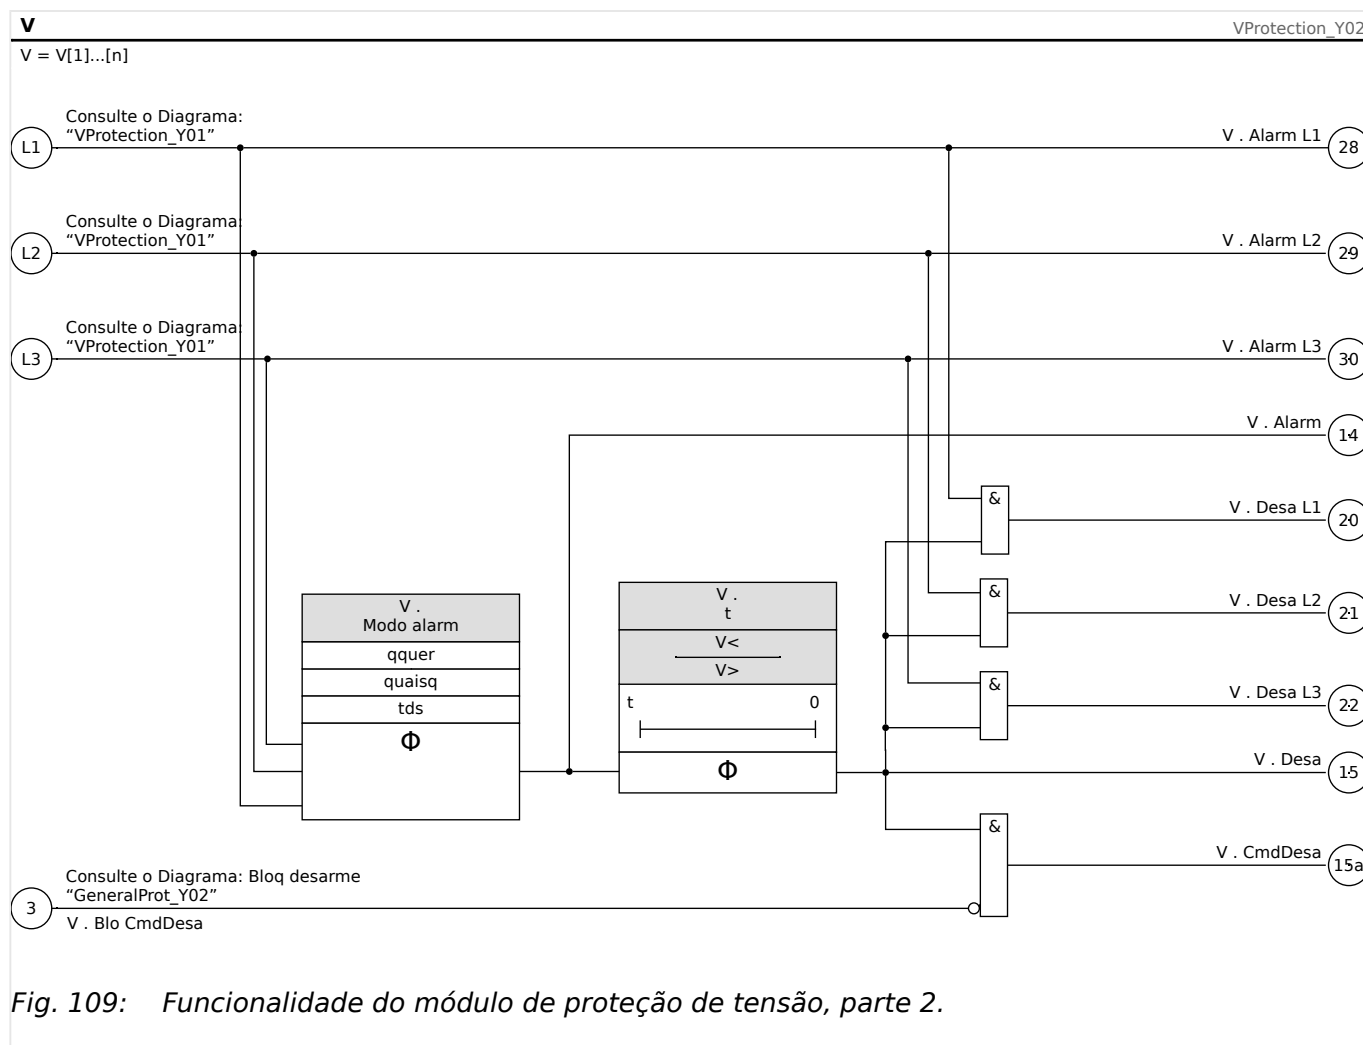 V
VProtection_Y02
V = V[1]...[n]
Consulte o Diagrama:
“VProtection_Y01”
L1
V . Alarm L1
28
Consulte o Diagrama:
“VProtection_Y01”
L2
V . Alarm L2
29
Consulte o Diagrama:
“VProtection_Y01”
L3
V . Alarm L3
30
V . Alarm
14
&
V . Desa L1
20
V .
Modo alarm
qquer
quaisq
tds
Φ
V .
t
V<
V>
t 0
Φ
&
V . Desa L2
21
&
V . Desa L3
22
V . Desa
15
&
V . CmdDesa
15a
Consulte o Diagrama: Bloq desarme
“GeneralProt_Y02”
3
V . Blo CmdDesa
Fig. 109: Funcionalidade do módulo de proteção de tensão, parte 2.